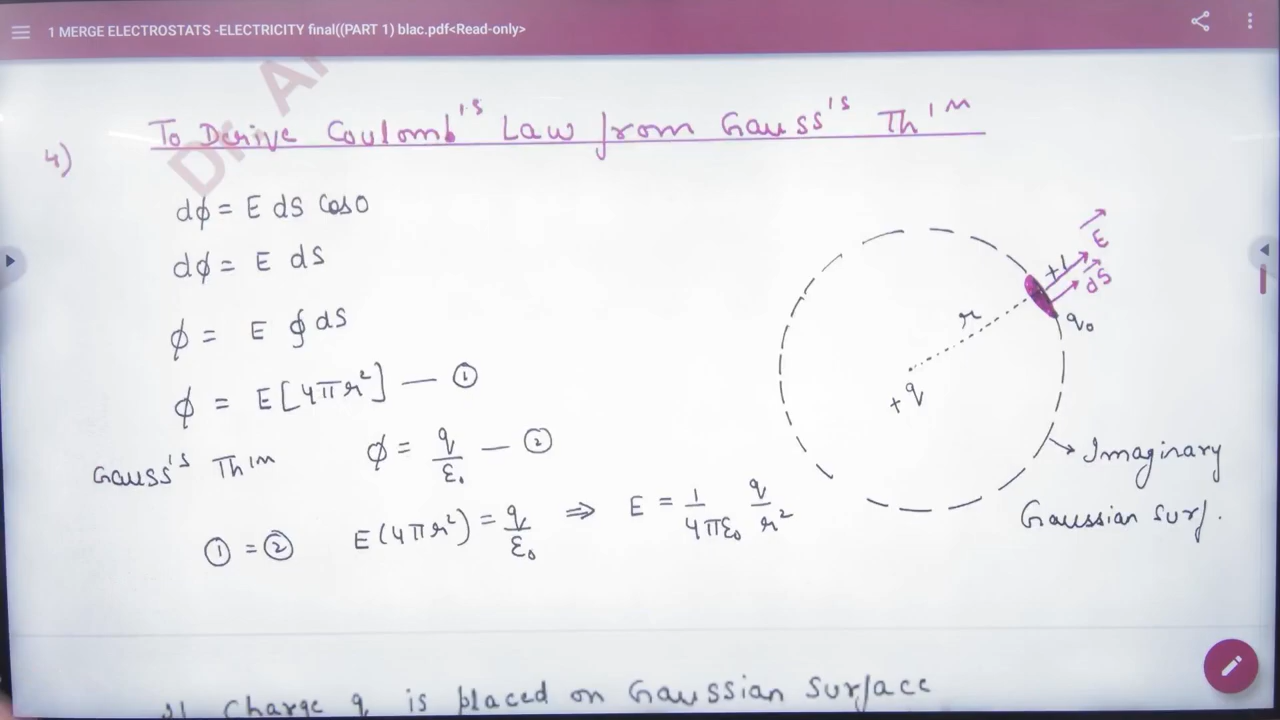 1 MERGE ELECTROSTATS -ELECTRICITY final((PART 1) blac.pdf<Read-only>
4) To Derive Coulomb's Law from Gauss's Th'm
dϕ = E dS Cos0
dϕ = E dS
ϕ = E ∮ dS
ϕ = E[4πr²] — ①
Gauss's Th'm ϕ = q/ε₀ — ②
① = ② E(4πr²) = q/ε₀ ⇒ E = 1/4πε₀ q/r²
E
+1
dS
r
q₀
+q
Imaginary
Gaussian Surf.
Charge q is placed on Gaussian Surface